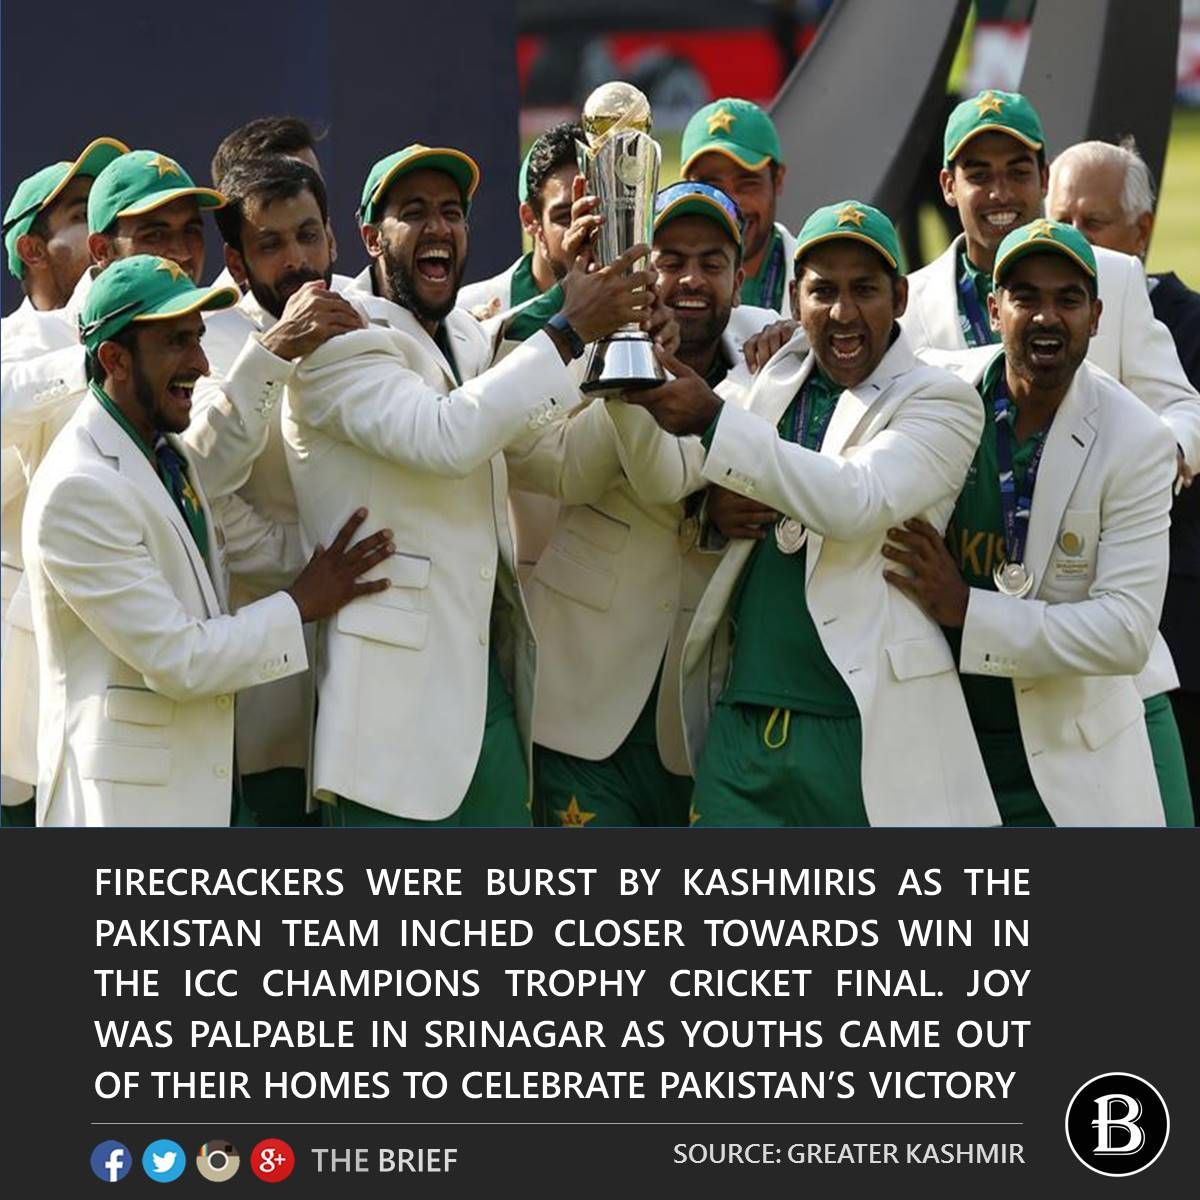 KIS
FIRECRACKERS WERE BURST BY KASHMIRIS AS THE
PAKISTAN TEAM INCHED CLOSER TOWARDS WIN IN
THE ICC CHAMPIONS TROPHY CRICKET FINAL. JOY
WAS PALPABLE IN SRINAGAR AS YOUTHS CAME OUT
OF THEIR HOMES TO CELEBRATE PAKISTAN'S VICTORY
f g+ THE BRIEF SOURCE: GREATER KASHMIR
B